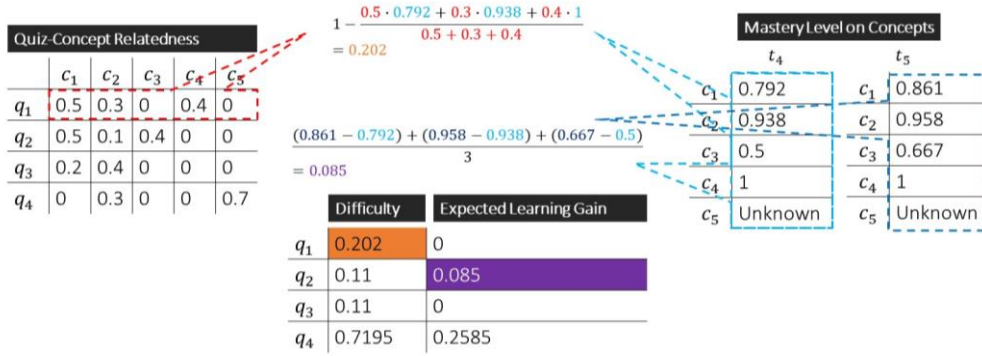 Quiz-Concept Relatedness
c₁ c₂ c₃ c₄ c₅
q₁ 0.5 0.3 0 0.4 0
q₂ 0.5 0.1 0.4 0 0
q₃ 0.2 0.4 0 0 0
q₄ 0 0.3 0 0 0.7
0.5 · 0.792 + 0.3 · 0.938 + 0.4 · 1
1 −
0.5 + 0.3 + 0.4
= 0.202
(0.861 − 0.792) + (0.958 − 0.938) + (0.667 − 0.5)
3
= 0.085
Difficulty Expected Learning Gain
q₁ 0.202 0
q₂ 0.11 0.085
q₃ 0.11 0
q₄ 0.7195 0.2585
Mastery Level on Concepts
t₄ t₅
c₁ 0.792 c₁ 0.861
c₂ 0.938 c₂ 0.958
c₃ 0.5 c₃ 0.667
c₄ 1 c₄ 1
c₅ Unknown c₅ Unknown